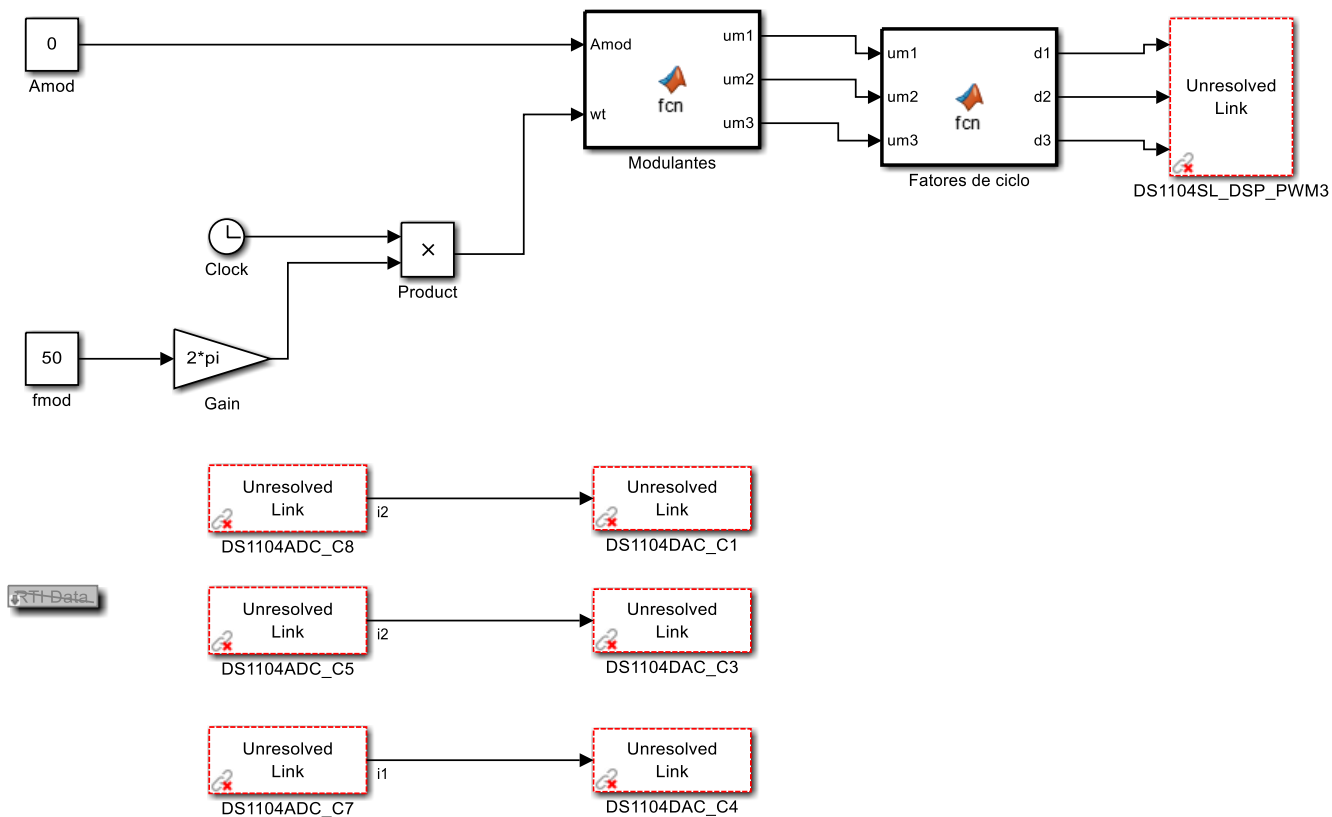 0
Amod
Amod
wt
fcn
um1
um2
um3
Modulantes
um1
um2
um3
fcn
d1
d2
d3
Fatores de ciclo
Unresolved
Link
DS1104SL_DSP_PWM3
Clock
×
Product
50
fmod
2*pi
Gain
Unresolved
Link
i2
DS1104ADC_C8
Unresolved
Link
DS1104DAC_C1
RTI Data
Unresolved
Link
i2
DS1104ADC_C5
Unresolved
Link
DS1104DAC_C3
Unresolved
Link
i1
DS1104ADC_C7
Unresolved
Link
DS1104DAC_C4